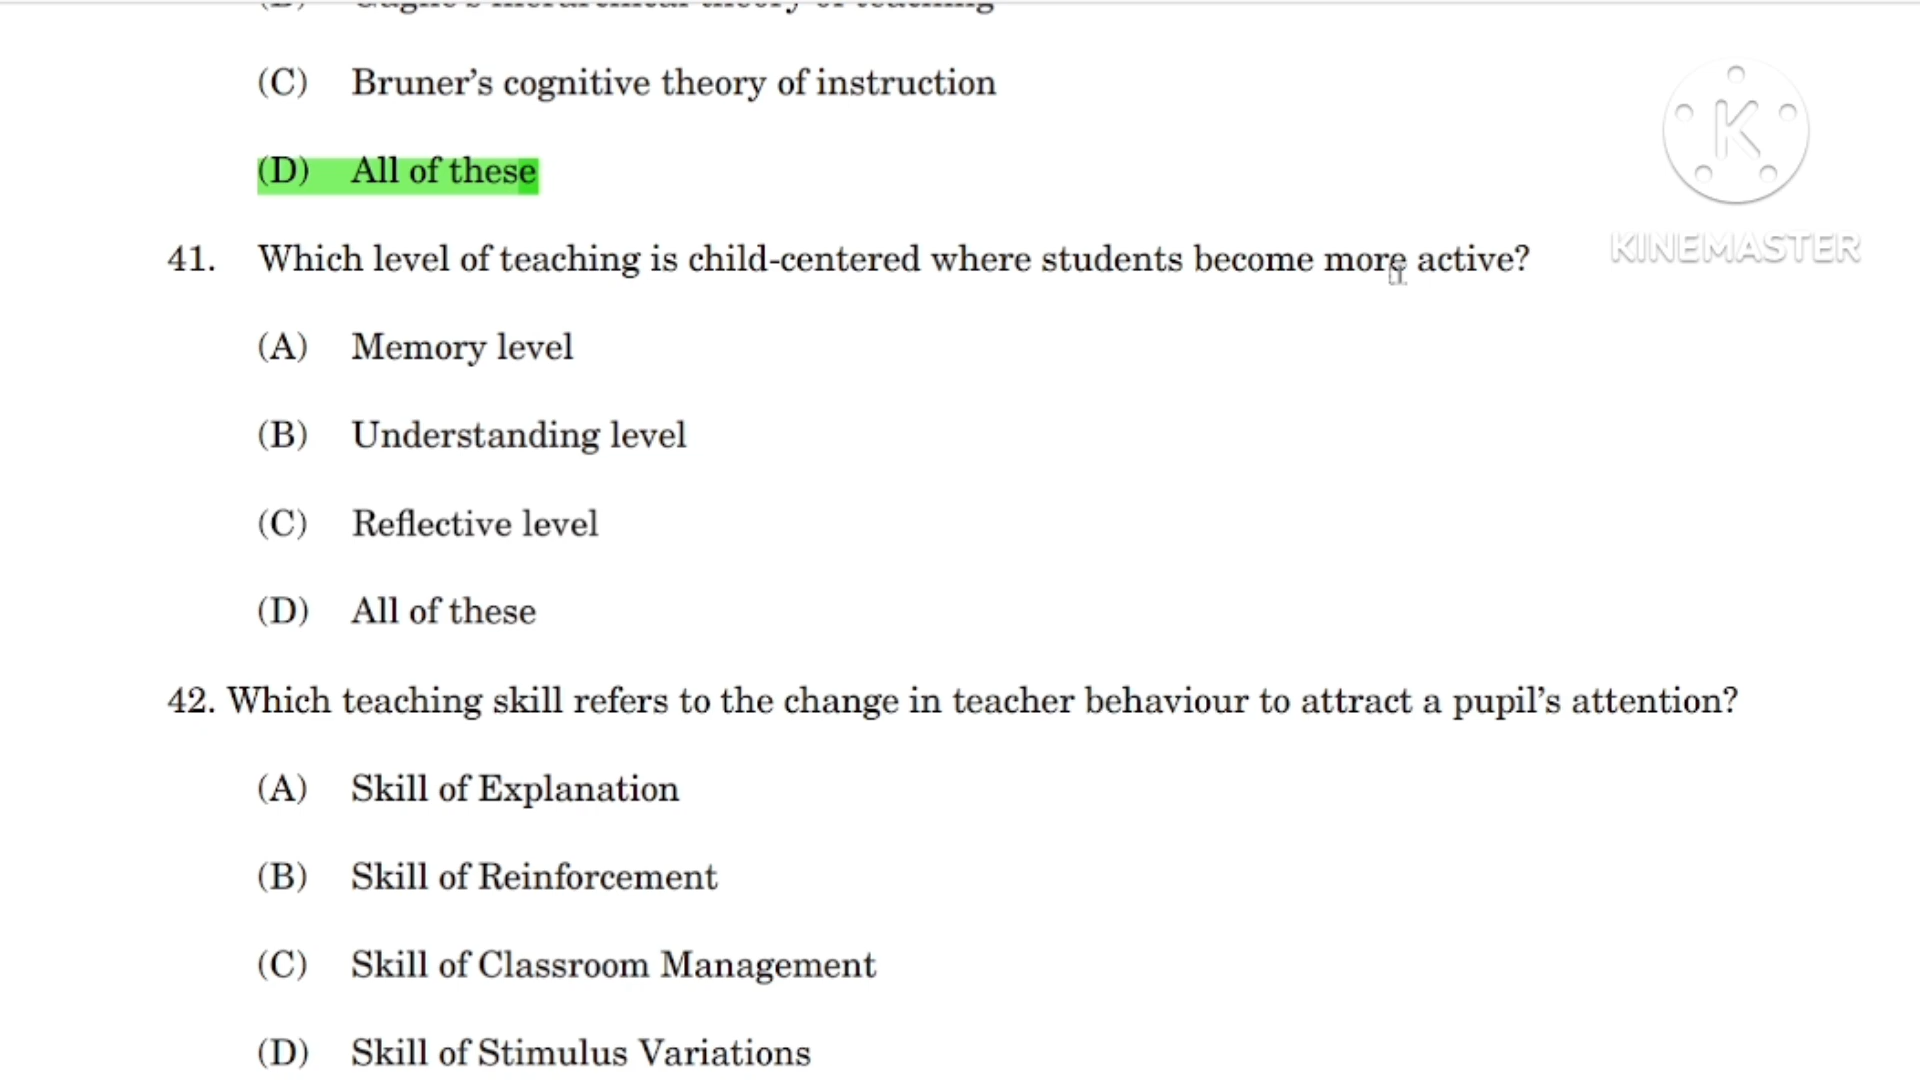 (C) Bruner's cognitive theory of instruction
(D) All of these
41. Which level of teaching is child-centered where students become more active?
(A) Memory level
(B) Understanding level
(C) Reflective level
(D) All of these
42. Which teaching skill refers to the change in teacher behaviour to attract a pupil's attention?
(A) Skill of Explanation
(B) Skill of Reinforcement
(C) Skill of Classroom Management
(D) Skill of Stimulus Variations
K
KINEMASTER